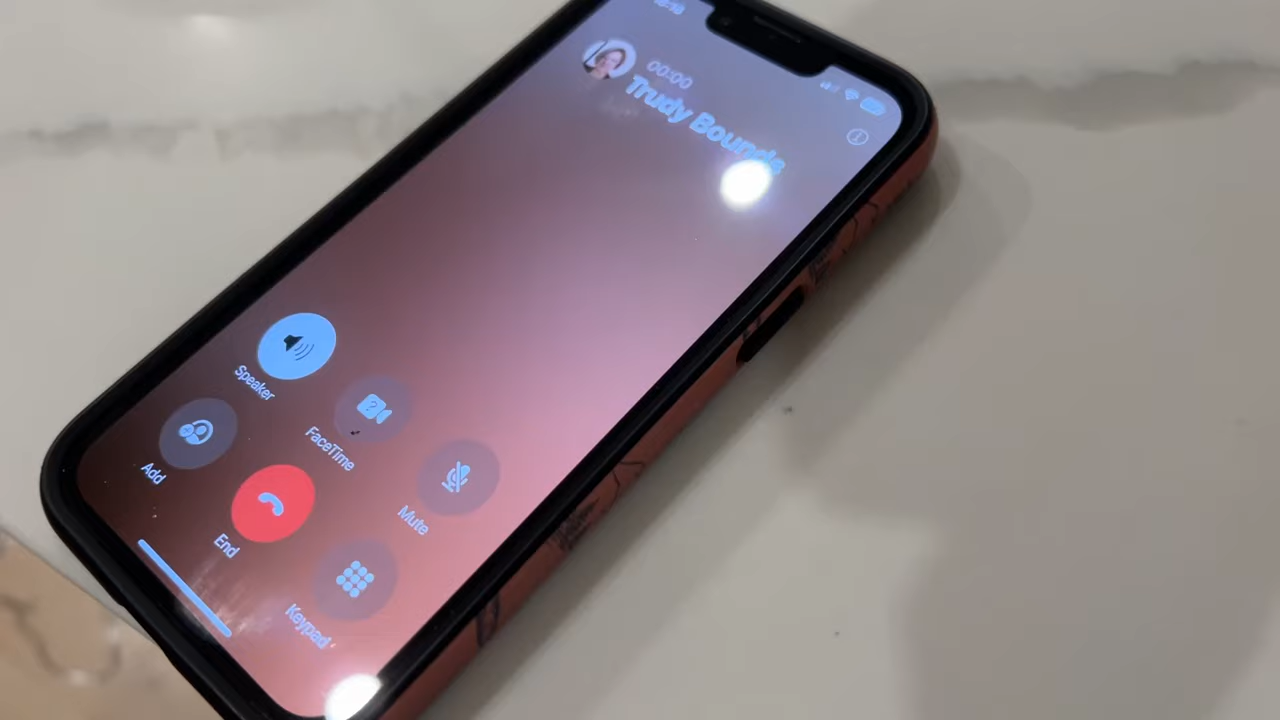 00:00
Trudy Bounds
Speaker
FaceTime
Mute
Add
End
Keypad